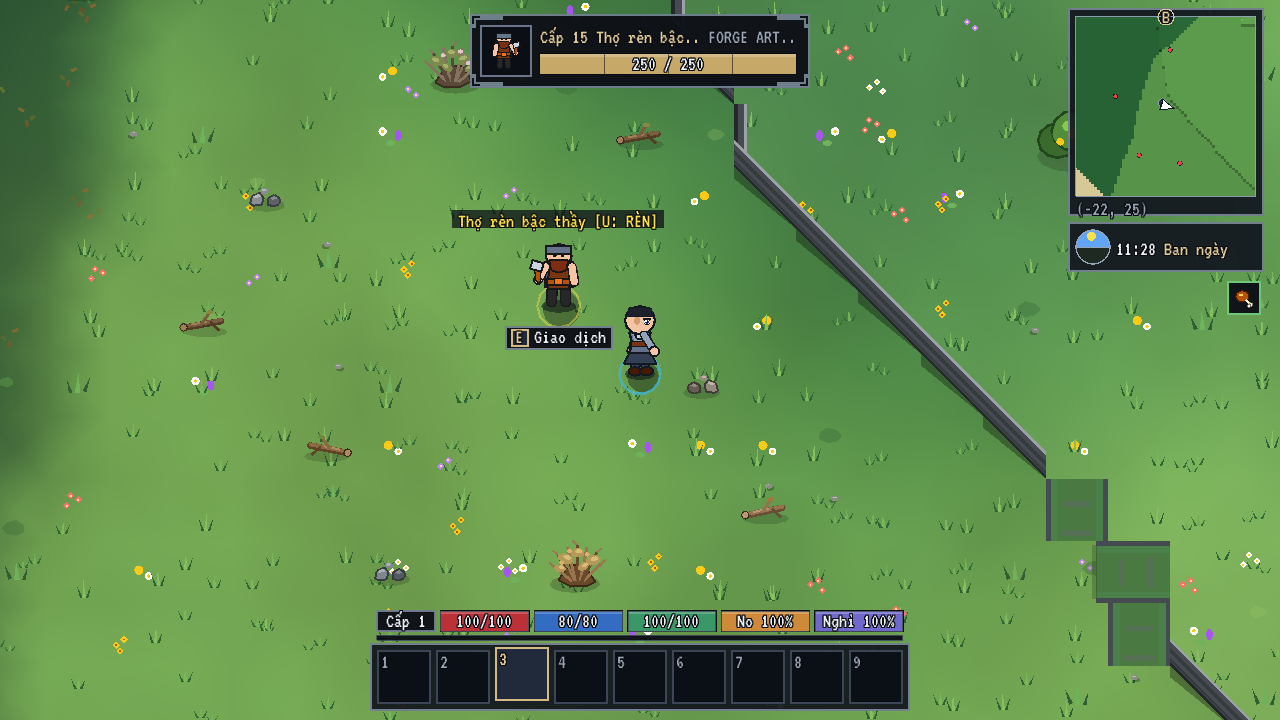 Cấp 15 Thợ rèn bậc.. FORGE ART..
250 / 250
B
(-22, 25)
11:28 Ban ngày
Thợ rèn bậc thầy [U: RÈN]
E Giao dịch
Cấp 1
100/100
80/80
100/100
No 100%
Nghỉ 100%
1
2
3
4
5
6
7
8
9